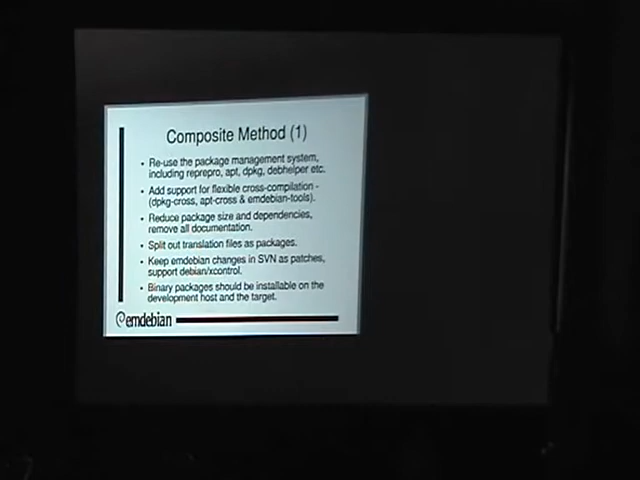 Composite Method (1)
• Re-use the package management system,
including reprepro, apt, dpkg, debhelper etc.
• Add support for flexible cross-compilation -
(dpkg-cross, apt-cross & emdebian-tools).
• Reduce package size and dependencies,
remove all documentation.
• Split out translation files as packages.
• Keep emdebian changes in SVN as patches,
support debian/xcontrol.
• Binary packages should be installable on the
development host and the target.
emdebian